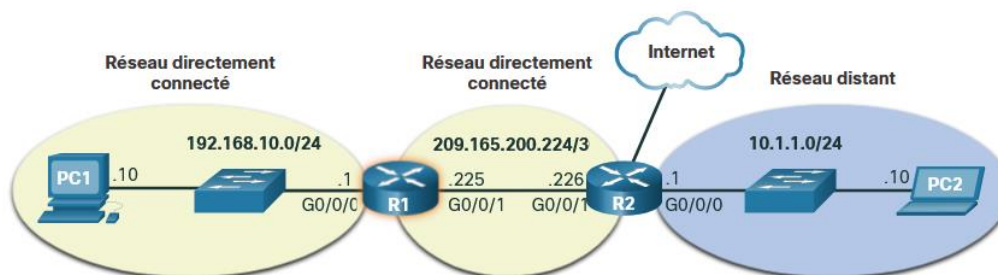 Internet
Réseau directement
connecté
Réseau directement
connecté
Réseau distant
192.168.10.0/24
209.165.200.224/3
10.1.1.0/24
PC1
.10
.1
R1
.225
.226
R2
.1
.10
PC2
G0/0/0
G0/0/1
G0/0/1
G0/0/0